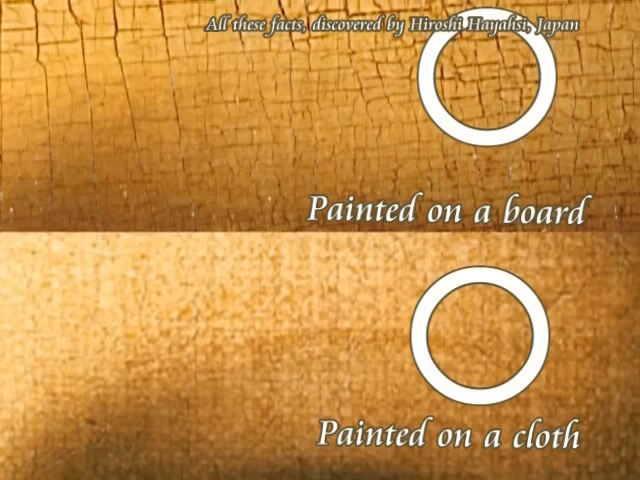 All these facts, discovered by Hiroshi Hayahsi, Japan
Painted on a board
Painted on a cloth